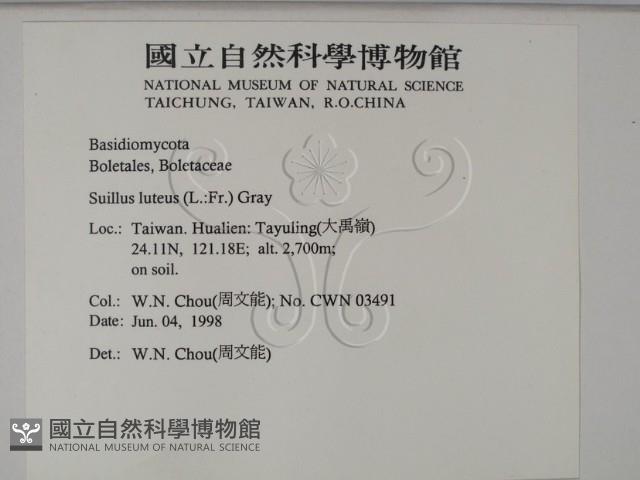 國立自然科學博物館
NATIONAL MUSEUM OF NATURAL SCIENCE
TAICHUNG, TAIWAN, R.O.CHINA
Basidiomycota
Boletales, Boletaceae
Suillus luteus (L.:Fr.) Gray
Loc.: Taiwan. Hualien: Tayuling(大禹嶺)
24.11N, 121.18E; alt. 2,700m;
on soil.
Col.: W.N. Chou(周文能); No. CWN 03491
Date: Jun. 04, 1998
Det.: W.N. Chou(周文能)
國立自然科學博物館
NATIONAL MUSEUM OF NATURAL SCIENCE